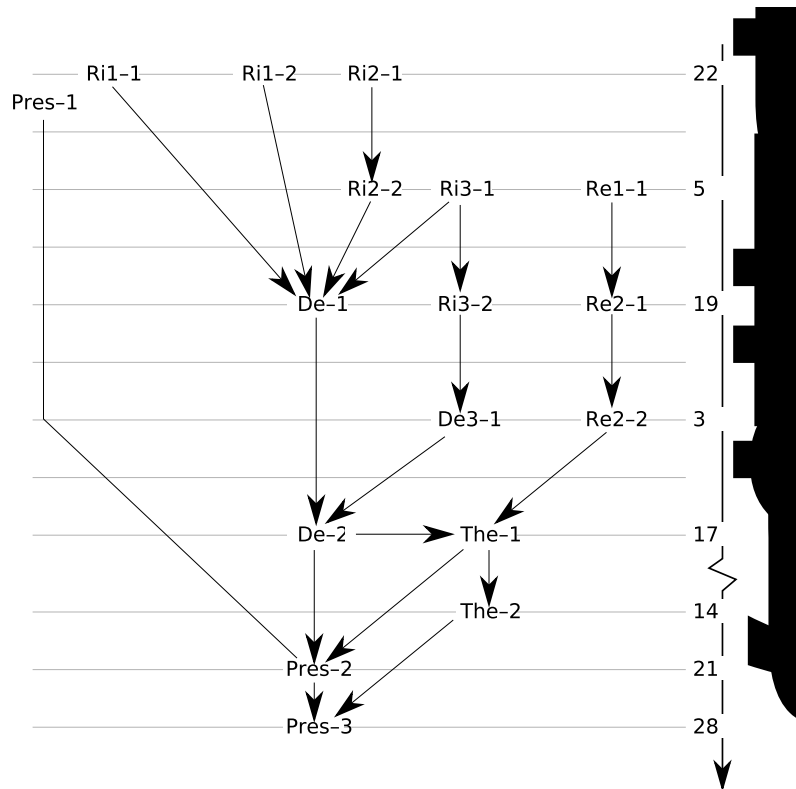 Ri1–1 Ri1–2 Ri2–1 22
Pres–1
Ri2–2 Ri3–1 Re1–1 5
De–1 Ri3–2 Re2–1 19
De3–1 Re2–2 3
De–2 The–1 17
The–2 14
Pres–2 21
Pres–3 28